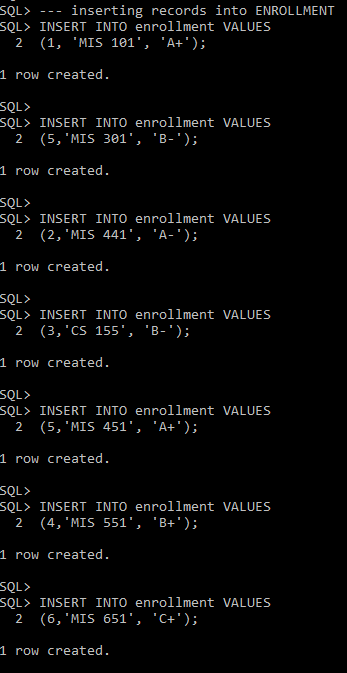 SQL> --- inserting records into ENROLLMENT
SQL> INSERT INTO enrollment VALUES
2 (1, 'MIS 101', 'A+');
1 row created.
SQL>
SQL> INSERT INTO enrollment VALUES
2 (5,'MIS 301', 'B-');
1 row created.
SQL>
SQL> INSERT INTO enrollment VALUES
2 (2,'MIS 441', 'A-');
1 row created.
SQL>
SQL> INSERT INTO enrollment VALUES
2 (3,'CS 155', 'B-');
1 row created.
SQL>
SQL> INSERT INTO enrollment VALUES
2 (5,'MIS 451', 'A+');
1 row created.
SQL>
SQL> INSERT INTO enrollment VALUES
2 (4,'MIS 551', 'B+');
1 row created.
SQL>
SQL> INSERT INTO enrollment VALUES
2 (6,'MIS 651', 'C+');
1 row created.